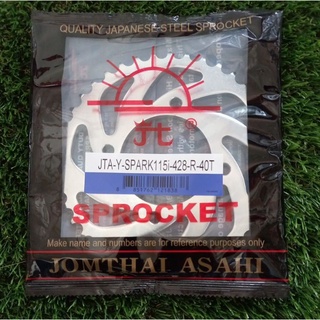 QUALITY JAPANESE STEEL SPROCKET
jt
®
JTA-Y-SPARK115i-428-R-40T
SPROCKET
Make name and numbers are for reference purposes only
JOMTHAI ASAHI